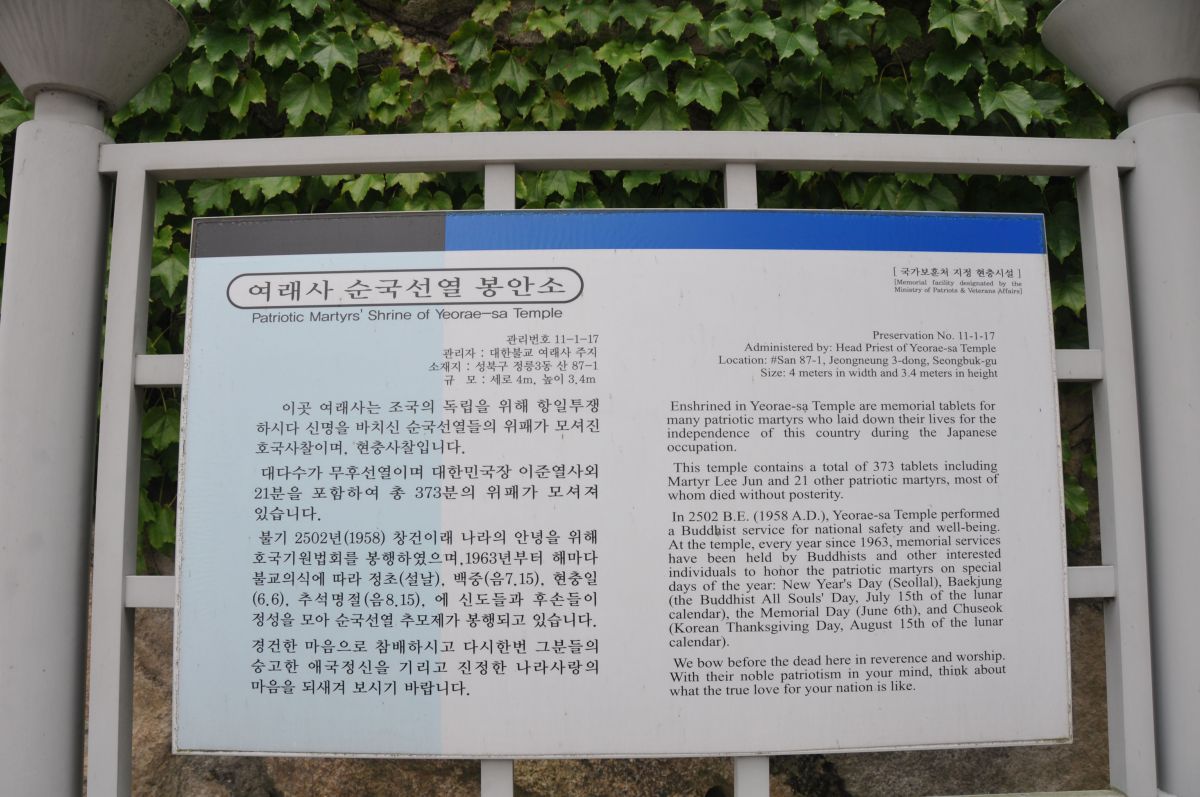 여래사 순국선열 봉안소
Patriotic Martyrs' Shrine of Yeorae-sa Temple
관리번호 11-1-17
관리자 : 대한불교 여래사 주지
소재지 : 성북구 정릉3동 산 87-1
규 모 : 세로 4m, 높이 3.4m
이곳 여래사는 조국의 독립을 위해 항일투쟁
하시다 신명을 바치신 순국선열들의 위패가 모셔진
호국사찰이며, 현충사찰입니다.
대다수가 무후선열이며 대한민국장 이준열사외
21분을 포함하여 총 373분의 위패가 모셔져
있습니다.
불기 2502년(1958) 창건이래 나라의 안녕을 위해
호국기원법회를 봉행하였으며,1963년부터 해마다
불교의식에 따라 정초(설날), 백중(음7,15), 현충일
(6.6), 추석명절(음8,15), 에 신도들과 후손들이
정성을 모아 순국선열 추모제가 봉행되고 있습니다.
경건한 마음으로 참배하시고 다시한번 그분들의
숭고한 애국정신을 기리고 진정한 나라사랑의
마음을 되새겨 보시기 바랍니다.
[ 국가보훈처 지정 현충시설 ]
[Memorial facility designated by the
Ministry of Patriots & Veterans Affairs]
Preservation No. 11-1-17
Administered by: Head Priest of Yeorae-sa Temple
Location: #San 87-1, Jeongneung 3-dong, Seongbuk-gu
Size: 4 meters in width and 3.4 meters in height
Enshrined in Yeorae-sa Temple are memorial tablets for
many patriotic martyrs who laid down their lives for the
independence of this country during the Japanese
occupation.
This temple contains a total of 373 tablets including
Martyr Lee Jun and 21 other patriotic martyrs, most of
whom died without posterity.
In 2502 B.E. (1958 A.D.), Yeorae-sa Temple performed
a Buddhist service for national safety and well-being.
At the temple, every year since 1963, memorial services
have been held by Buddhists and other interested
individuals to honor the patriotic martyrs on special
days of the year: New Year's Day (Seollal), Baekjung
(the Buddhist All Souls' Day, July 15th of the lunar
calendar), the Memorial Day (June 6th), and Chuseok
(Korean Thanksgiving Day, August 15th of the lunar
calendar).
We bow before the dead here in reverence and worship.
With their noble patriotism in your mind, think about
what the true love for your nation is like.